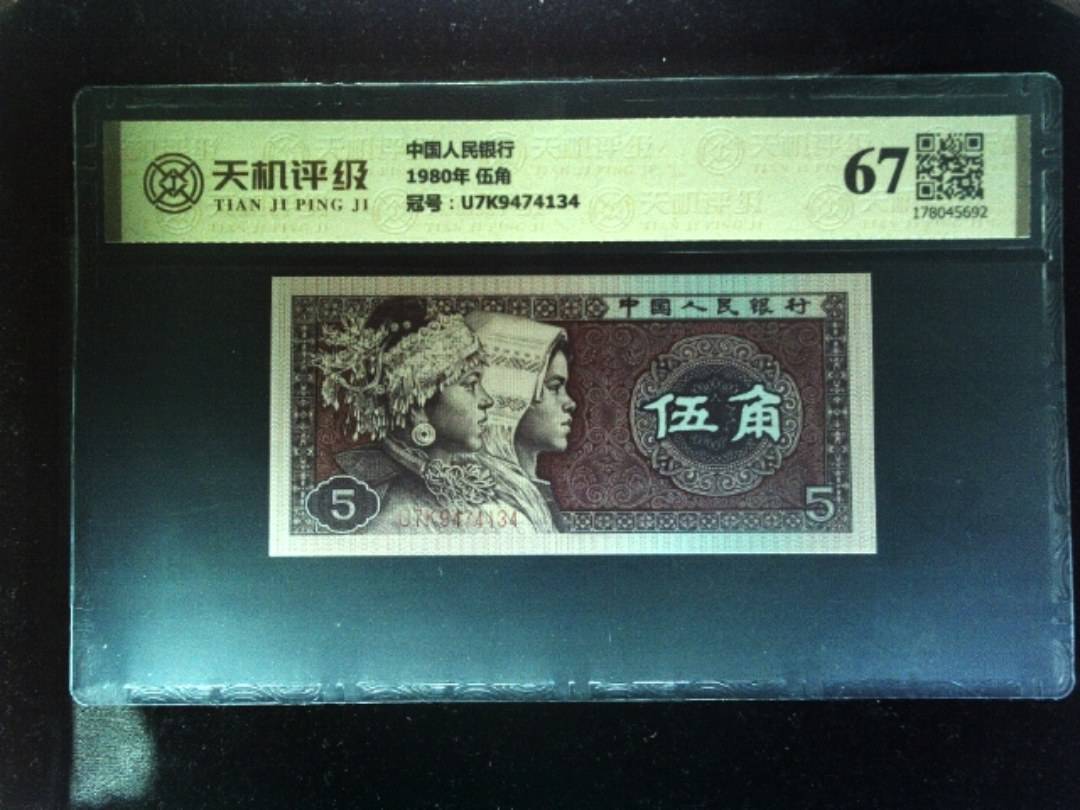 天机评级
TIAN JI PING JI
中国人民银行
1980年 伍角
冠号：U7K9474134
67
178045692
中国人民银行
伍角
5
U7K9474134
5